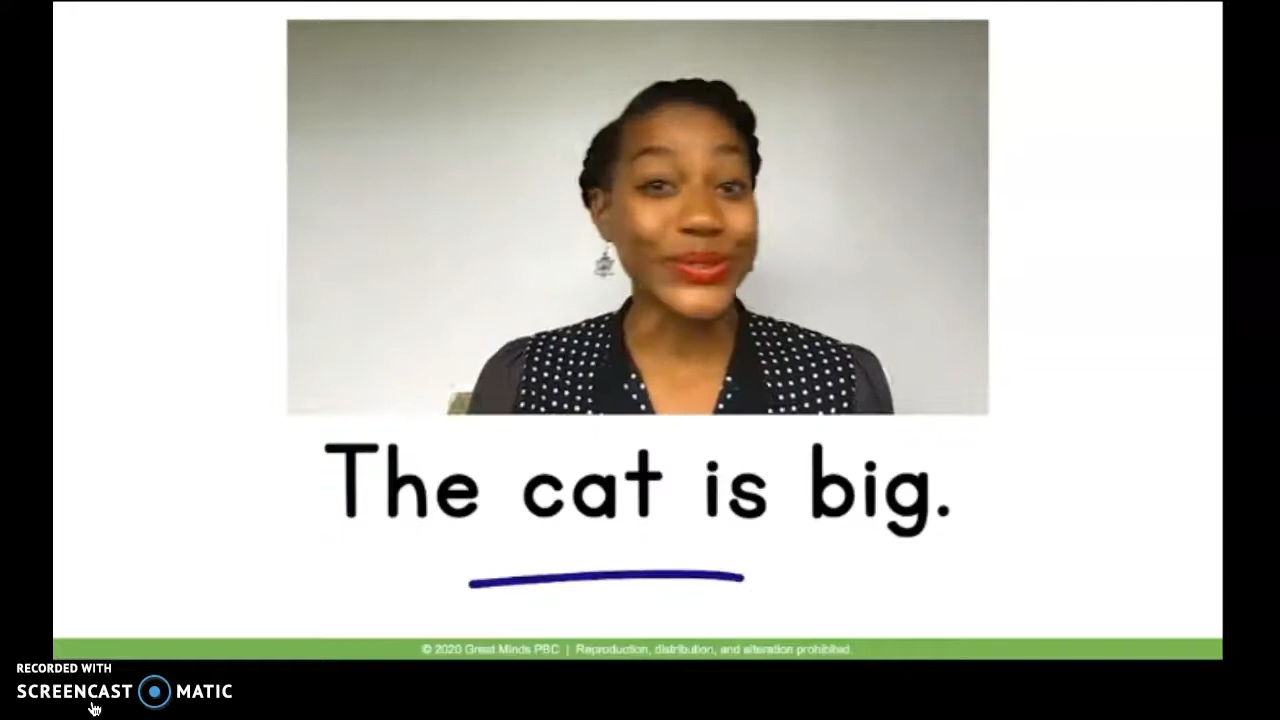 The cat is big.
© 2020 Great Minds PBC | Reproduction, distribution, and alteration prohibited.
RECORDED WITH
SCREENCAST MATIC